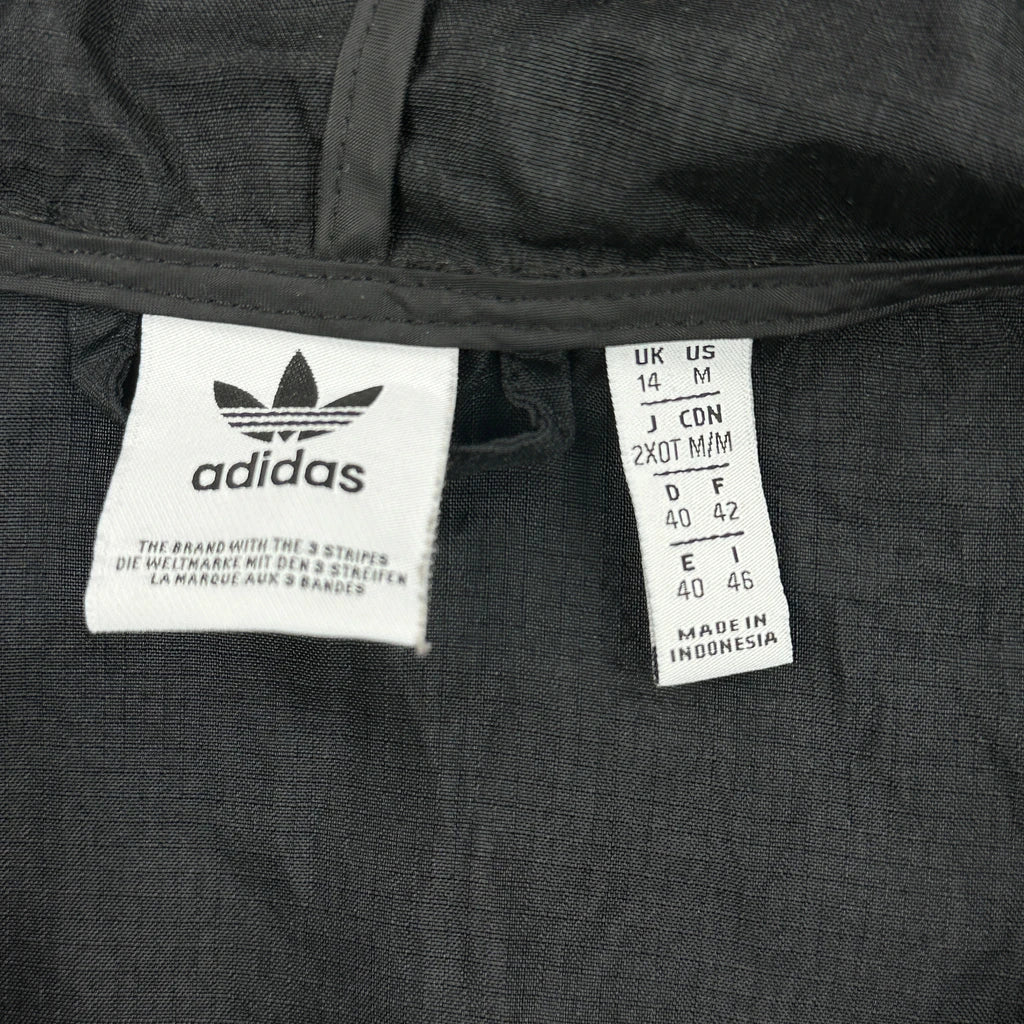 adidas
THE BRAND WITH THE 3 STRIPES
DIE WELTMARKE MIT DEN 3 STREIFEN
LA MARQUE AUX 3 BANDES
UK US
14 M
J CDN
2XOT M/M
D F
40 42
E I
40 46
MADE IN
INDONESIA